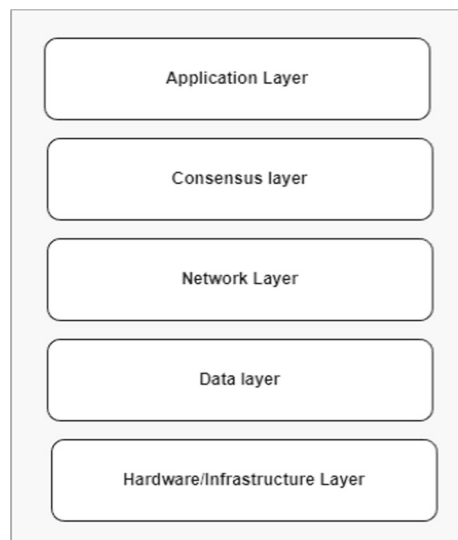 Application Layer
Consensus layer
Network Layer
Data layer
Hardware/Infrastructure Layer